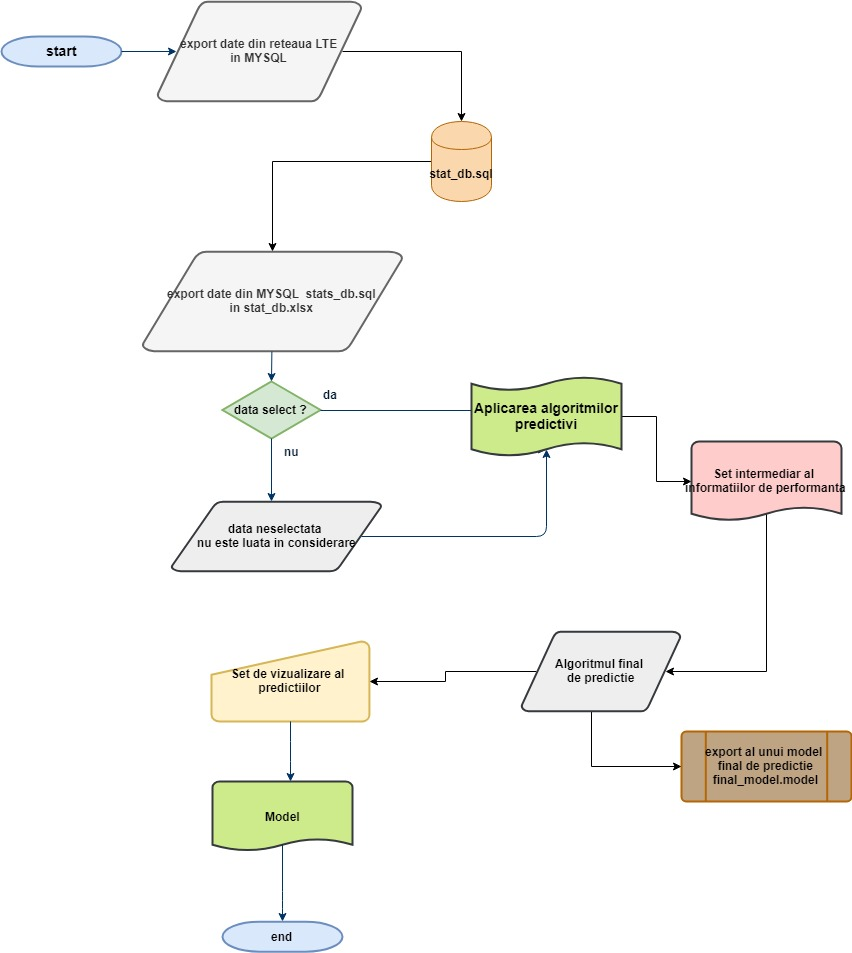 start
export date din reteaua LTE
in MYSQL
stat_db.sql
export date din MYSQL stats_db.sql
in stat_db.xlsx
data select ?
da
nu
Aplicarea algoritmilor
predictivi
Set intermediar al
informatiilor de performanta
data neselectata
nu este luata in considerare
Algoritmul final
de predictie
Set de vizualizare al
predictiilor
export al unui model
final de predictie
final_model.model
Model
end